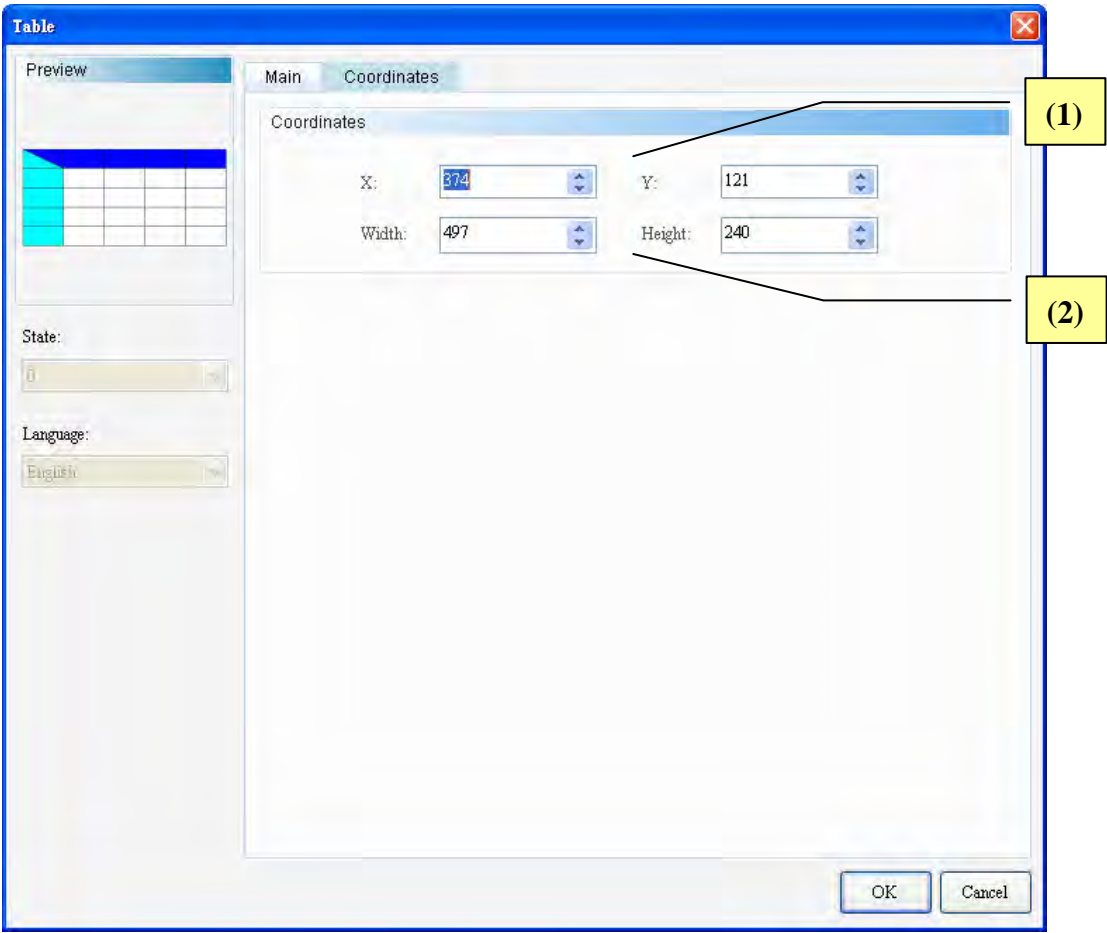 Table
Preview
Main Coordinates
Coordinates
(1)
X: 374 Y: 121
Width: 497 Height: 240
(2)
State:
0
Language:
English
OK Cancel